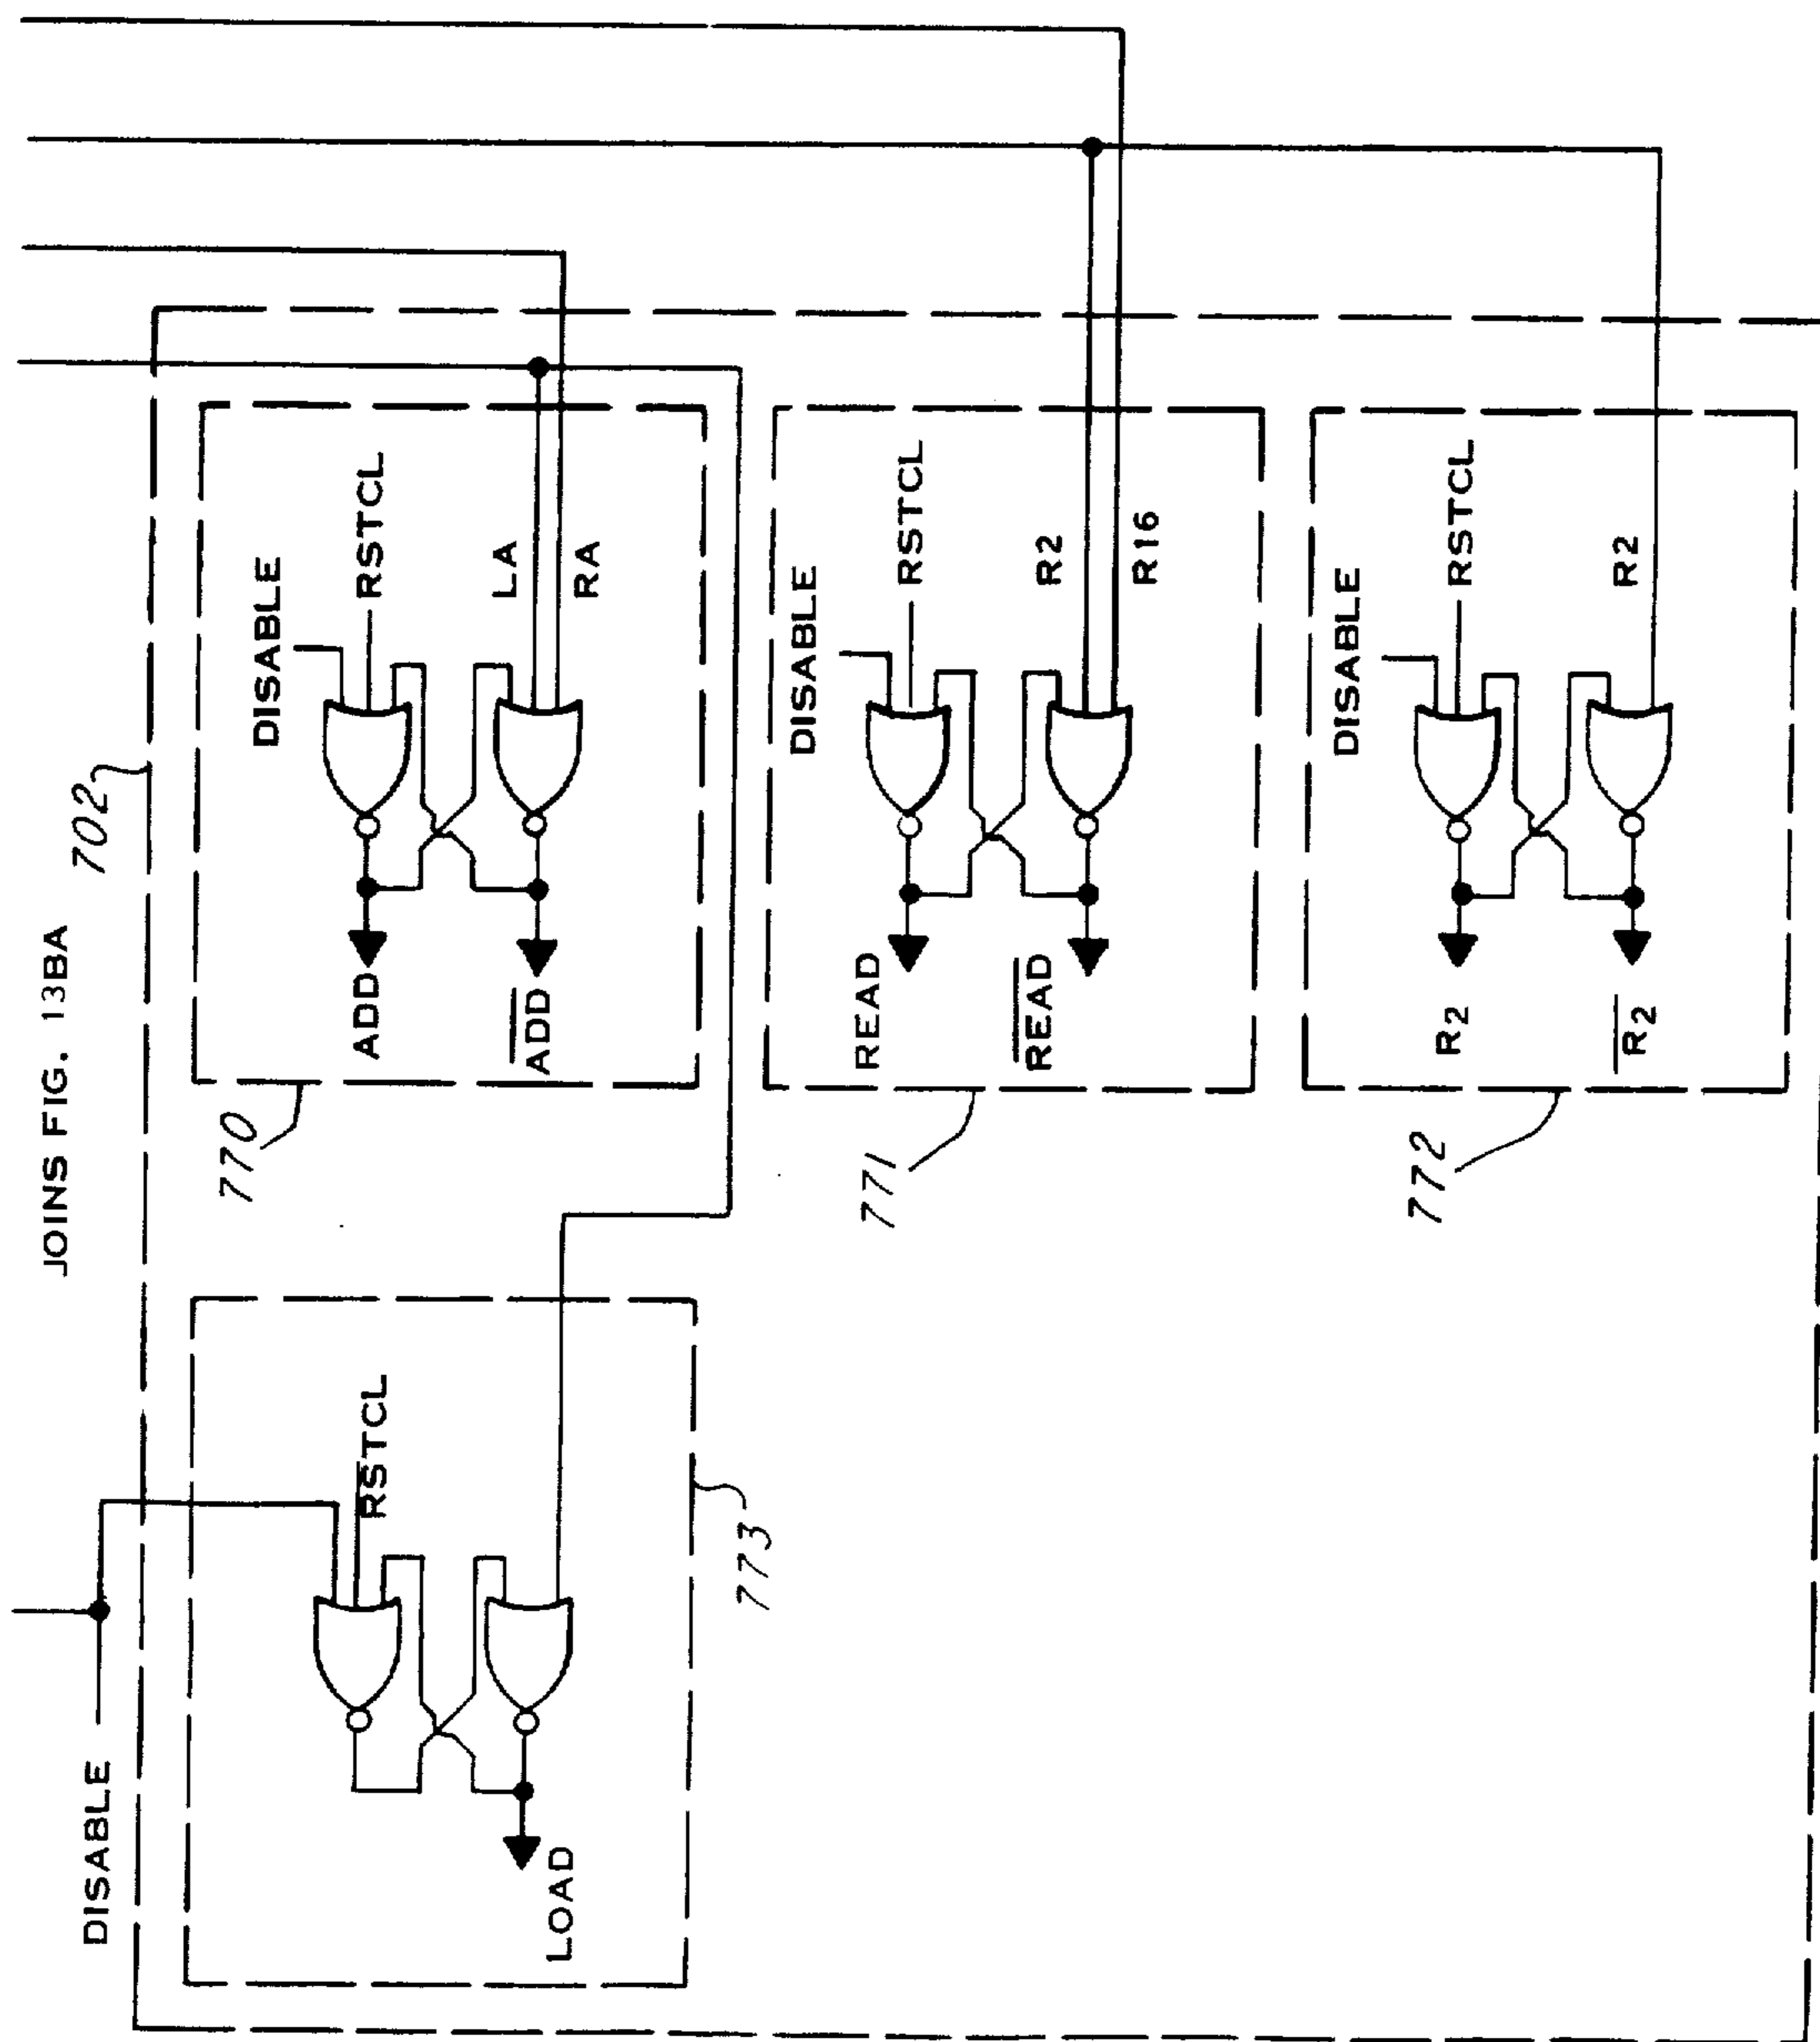 JOINS FIG. 13BA
702
DISABLE
RSTCL
LOAD
773
770
DISABLE
RSTCL
LA
RA
ADD
ADD
771
DISABLE
RSTCL
R2
R16
READ
READ
772
DISABLE
RSTCL
R2
R2
R2